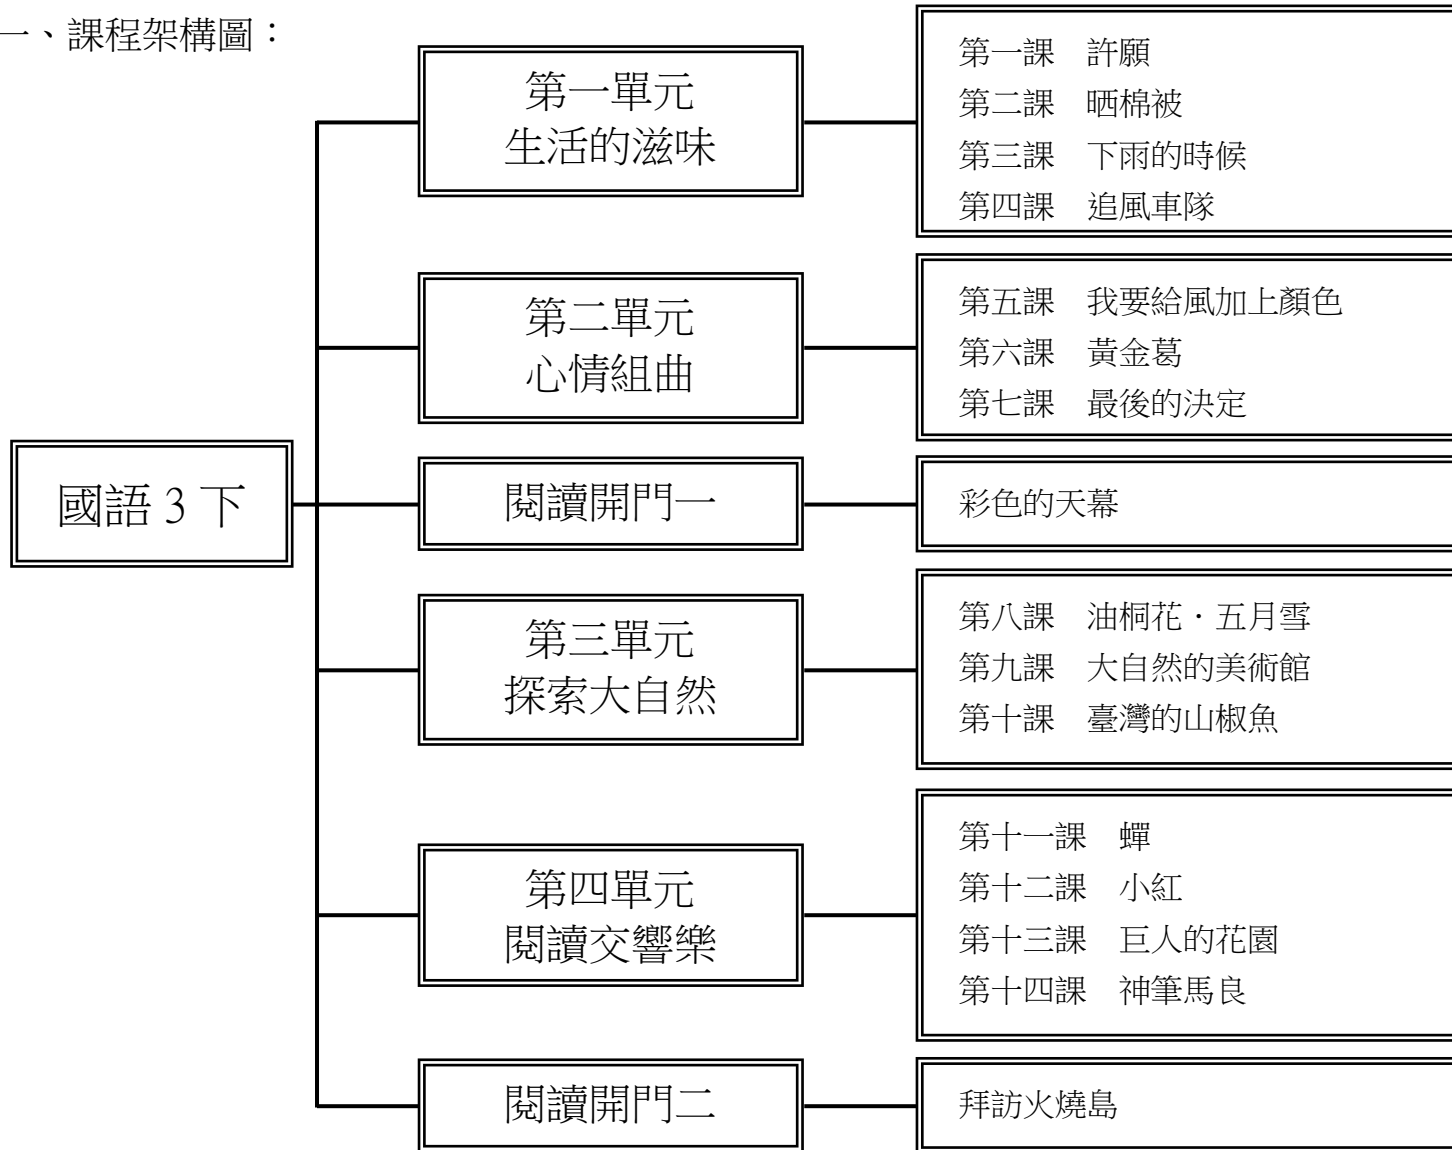 一、課程架構圖：
國語 3 下
第一單元
生活的滋味
第一課　許願
第二課　晒棉被
第三課　下雨的時候
第四課　追風車隊
第二單元
心情組曲
第五課　我要給風加上顏色
第六課　黃金葛
第七課　最後的決定
閱讀開門一
彩色的天幕
第三單元
探索大自然
第八課　油桐花．五月雪
第九課　大自然的美術館
第十課　臺灣的山椒魚
第四單元
閱讀交響樂
第十一課　蟬
第十二課　小紅
第十三課　巨人的花園
第十四課　神筆馬良
閱讀開門二
拜訪火燒島